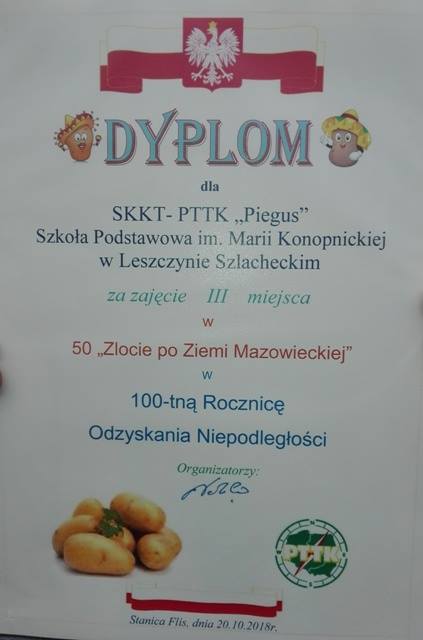 DYPLOM
dla
SKKT- PTTK „Piegus”
Szkoła Podstawowa im. Marii Konopnickiej
w Leszczynie Szlacheckim
za zajęcie III miejsca
w
50 „Zlocie po Ziemi Mazowieckiej”
w
100-tną Rocznicę
Odzyskania Niepodległości
Organizatorzy:
PTTK
Stanica Flis, dnia 20.10.2018r.